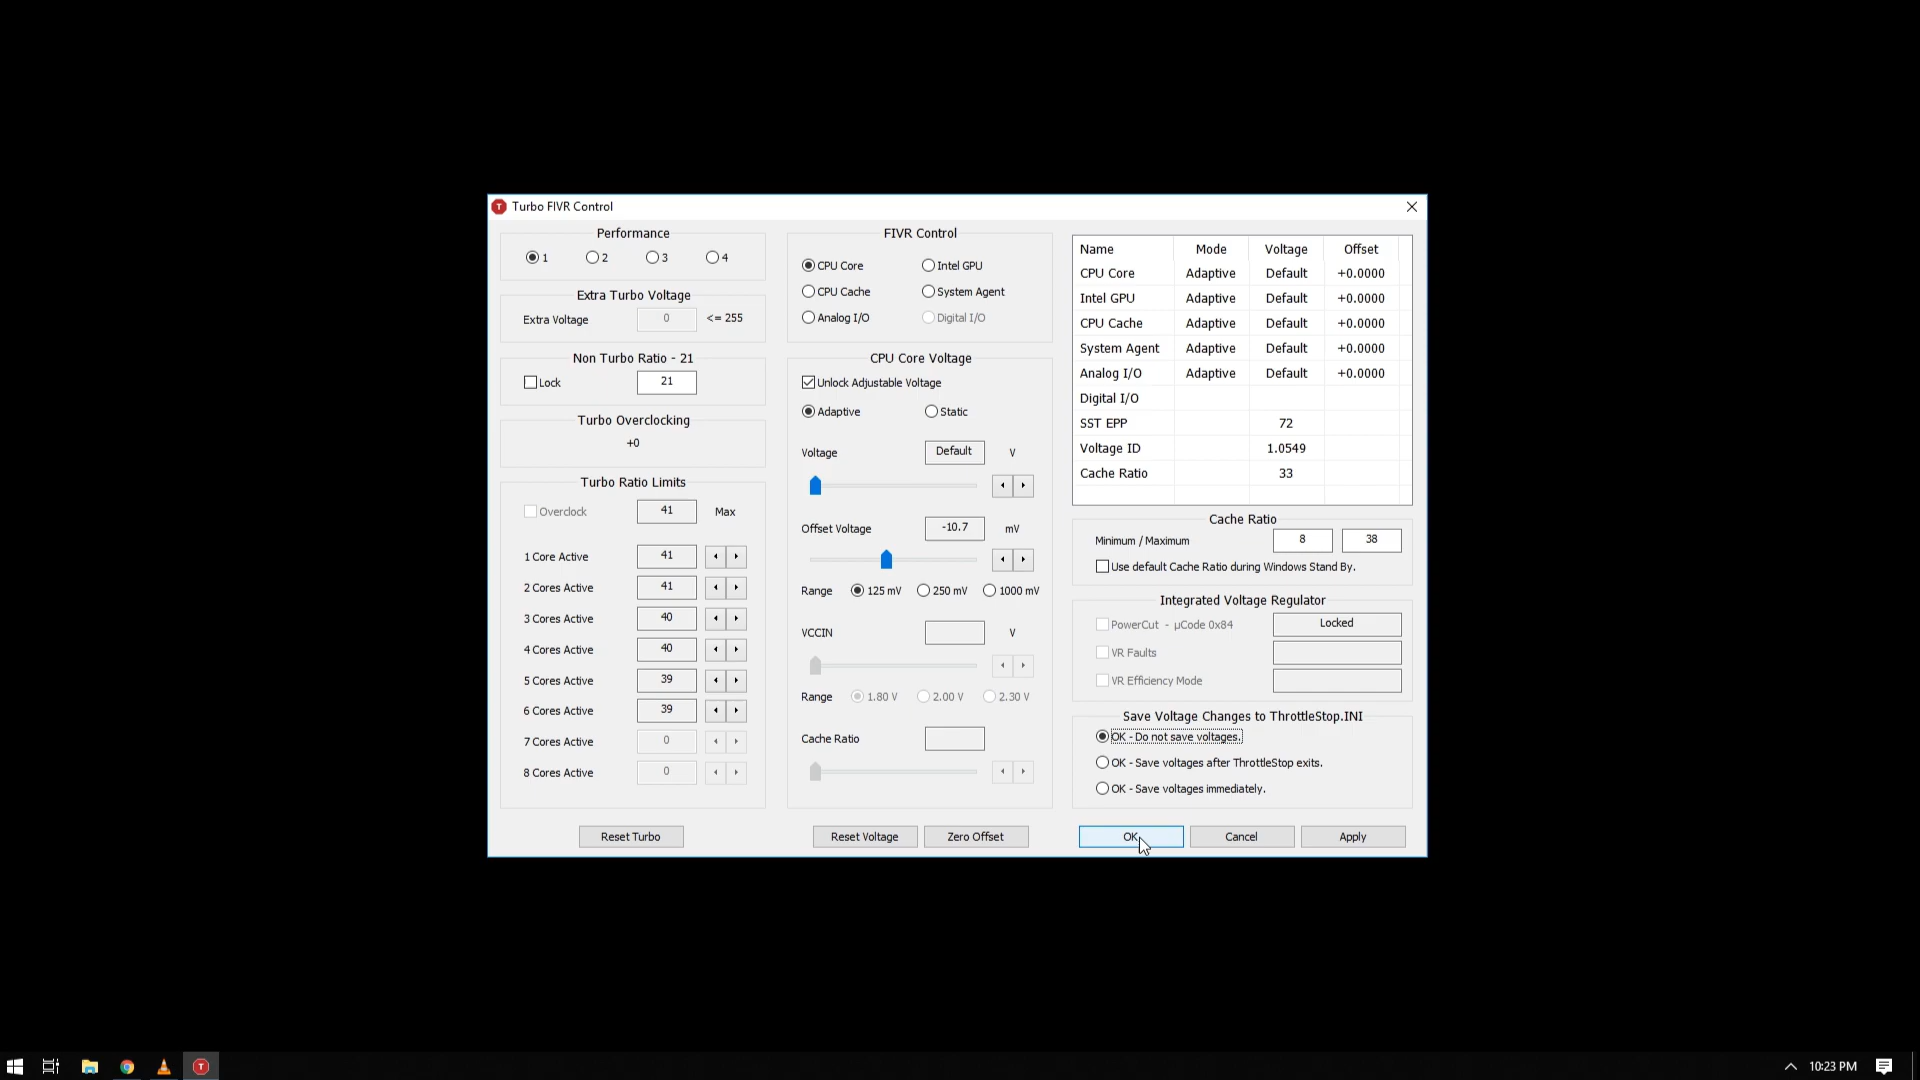 Turbo FIVR Control
Performance
1 2 3 4
Extra Turbo Voltage
Extra Voltage 0 <= 255
Non Turbo Ratio - 21
Lock 21
Turbo Overclocking
+0
Turbo Ratio Limits
Overclock 41 Max
1 Core Active 41
2 Cores Active 41
3 Cores Active 40
4 Cores Active 40
5 Cores Active 39
6 Cores Active 39
7 Cores Active 0
8 Cores Active 0
Reset Turbo
FIVR Control
CPU Core Intel GPU
CPU Cache System Agent
Analog I/O Digital I/O
CPU Core Voltage
Unlock Adjustable Voltage
Adaptive Static
Voltage Default V
Offset Voltage -10.7 mV
Range 125 mV 250 mV 1000 mV
VCCIN V
Range 1.80 V 2.00 V 2.30 V
Cache Ratio
Reset Voltage Zero Offset
Name Mode Voltage Offset
CPU Core Adaptive Default +0.0000
Intel GPU Adaptive Default +0.0000
CPU Cache Adaptive Default +0.0000
System Agent Adaptive Default +0.0000
Analog I/O Adaptive Default +0.0000
Digital I/O
SST EPP 72
Voltage ID 1.0549
Cache Ratio 33
Cache Ratio
Minimum / Maximum 8 38
Use default Cache Ratio during Windows Stand By.
Integrated Voltage Regulator
PowerCut - µCode 0x84 Locked
VR Faults
VR Efficiency Mode
Save Voltage Changes to ThrottleStop.INI
OK - Do not save voltages.
OK - Save voltages after ThrottleStop exits.
OK - Save voltages immediately.
OK Cancel Apply
10:23 PM